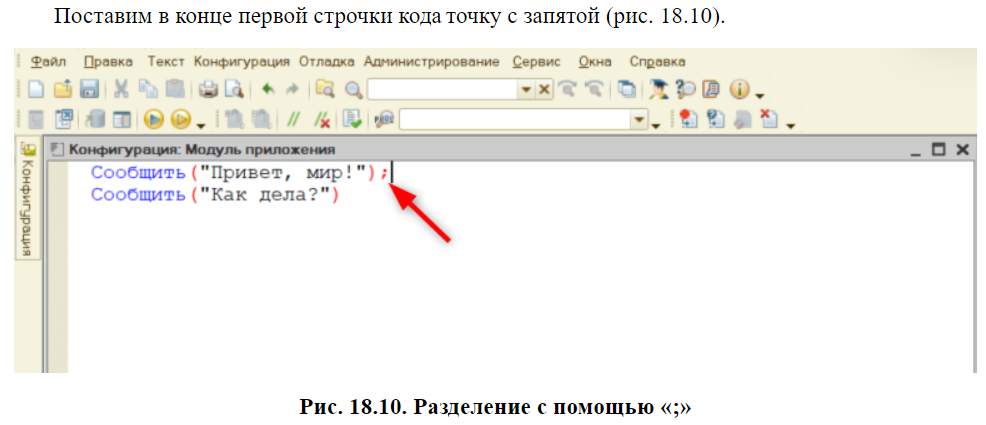 Поставим в конце первой строчки кода точку с запятой (рис. 18.10).
Файл Правка Текст Конфигурация Отладка Администрирование Сервис Окна Справка
Конфигурация: Модуль приложения
Конфигурация
Сообщить("Привет, мир!");
Сообщить("Как дела?")
Рис. 18.10. Разделение с помощью «;»